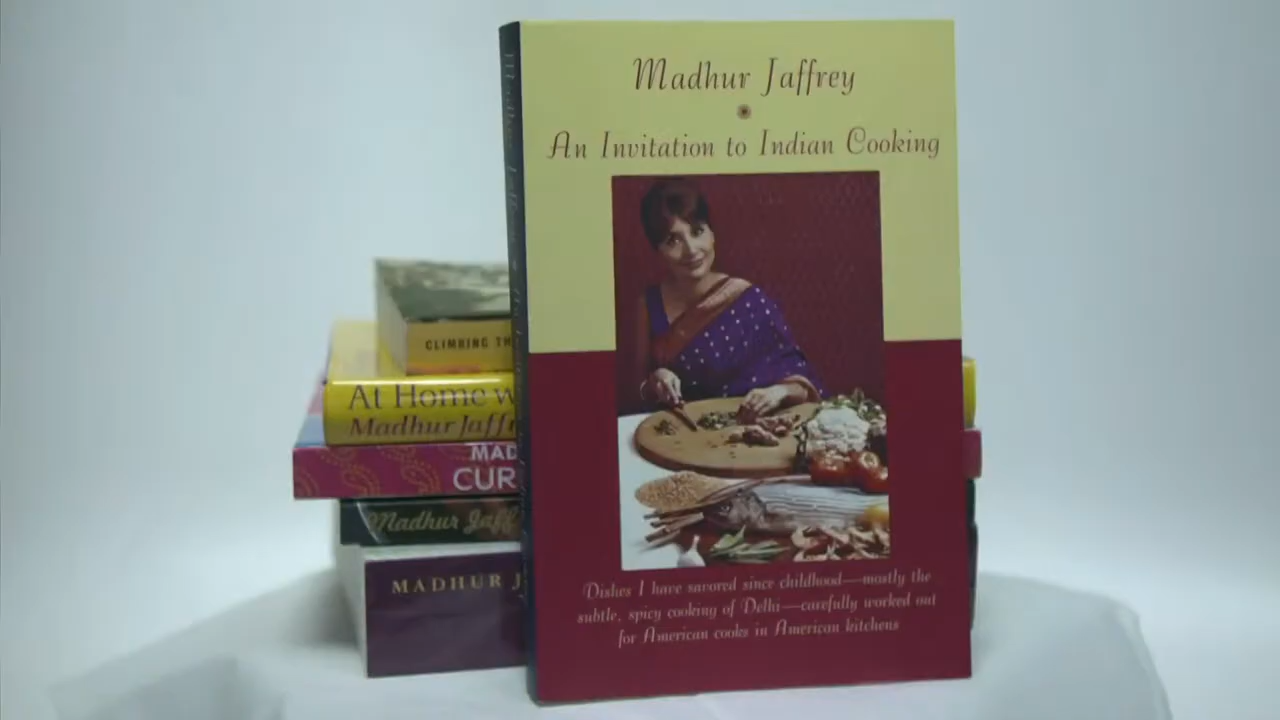 Madhur Jaffrey
An Invitation to Indian Cooking
Dishes I have savored since childhood—mostly the
subtle, spicy cooking of Delhi—carefully worked out
for American cooks in American kitchens
CLIMBING TH
At Home w
Madhur Jaffr
MAD
CUR
Madhur Jaff
MADHUR J